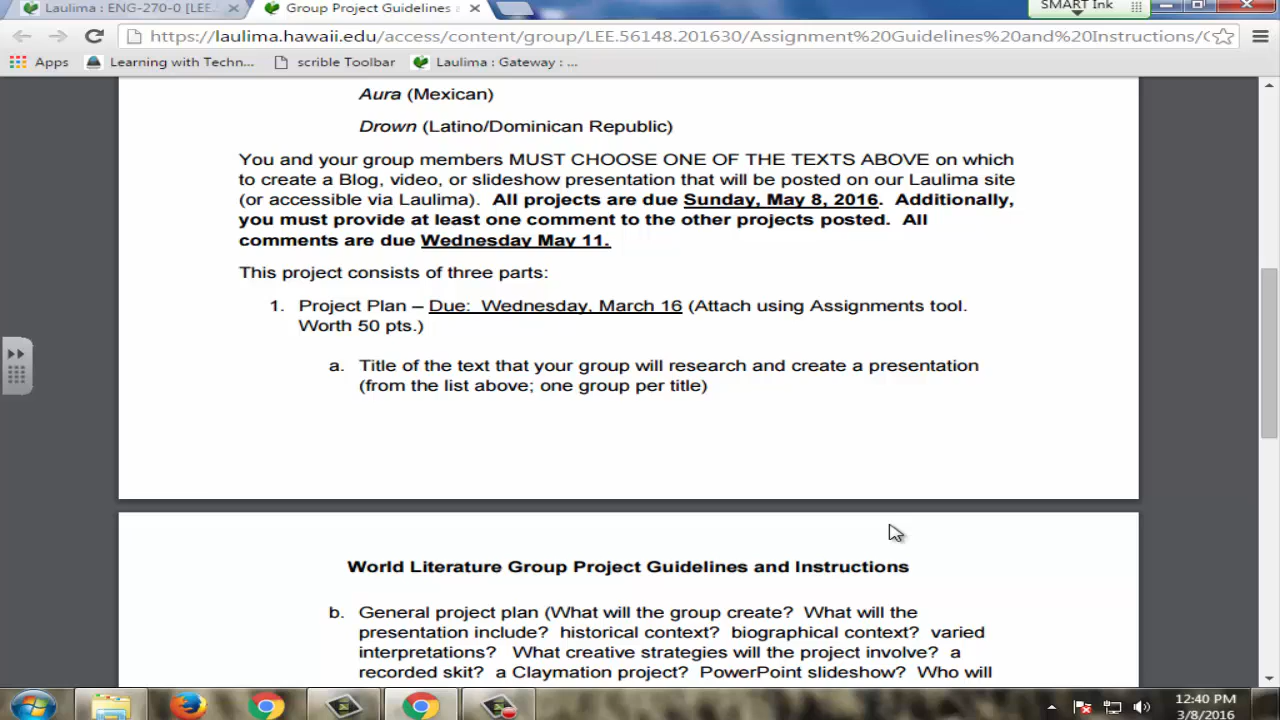 Laulima : ENG-270-0 [LEE.
Group Project Guidelines
SMART Ink
https://laulima.hawaii.edu/access/content/group/LEE.56148.201630/Assignment%20Guidelines%20and%20Instructions/
Apps
Learning with Techn...
scrible Toolbar
Laulima : Gateway : ...
Aura (Mexican)
Drown (Latino/Dominican Republic)
You and your group members MUST CHOOSE ONE OF THE TEXTS ABOVE on which
to create a Blog, video, or slideshow presentation that will be posted on our Laulima site
(or accessible via Laulima). All projects are due Sunday, May 8, 2016. Additionally,
you must provide at least one comment to the other projects posted. All
comments are due Wednesday May 11.
This project consists of three parts:
1. Project Plan – Due: Wednesday, March 16 (Attach using Assignments tool.
Worth 50 pts.)
a. Title of the text that your group will research and create a presentation
(from the list above; one group per title)
World Literature Group Project Guidelines and Instructions
b. General project plan (What will the group create? What will the
presentation include? historical context? biographical context? varied
interpretations? What creative strategies will the project involve? a
recorded skit? a Claymation project? PowerPoint slideshow? Who will
12:40 PM
3/8/2016